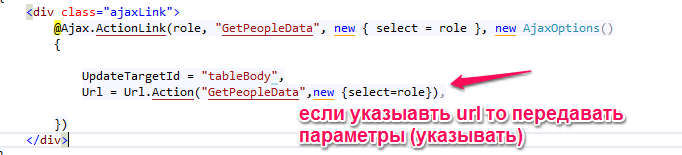 <div class="ajaxLink">
@Ajax.ActionLink(role, "GetPeopleData", new { select = role }, new AjaxOptions()
{
UpdateTargetId = "tableBody",
Url = Url.Action("GetPeopleData",new {select=role}),
})
</div>
если указыавть url то передавать
параметры (указывать)